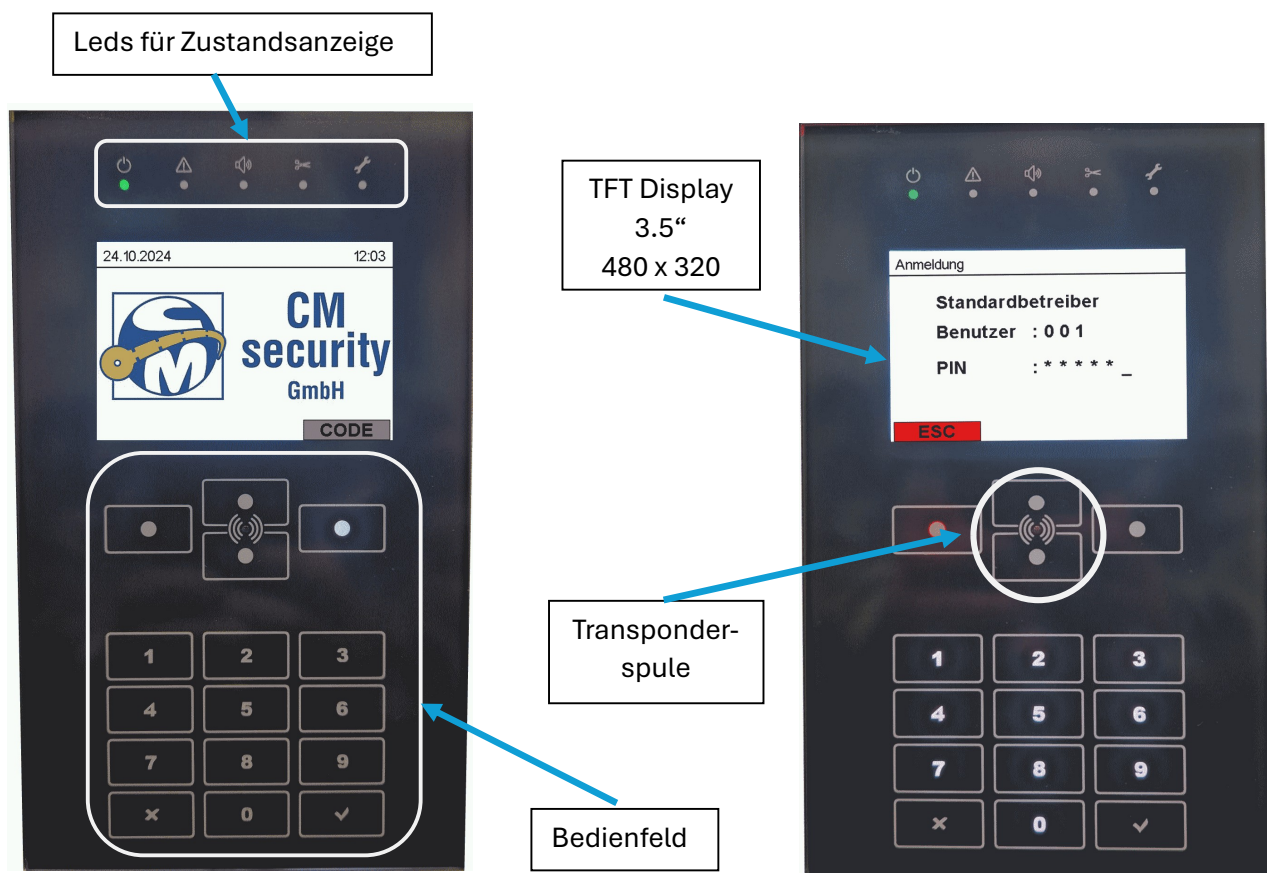 Leds für Zustandsanzeige
24.10.2024 12:03
CM
security
GmbH
CODE
1 2 3
4 5 6
7 8 9
0
Bedienfeld
TFT Display
3.5“
480 x 320
Transponder-
spule
Anmeldung
Standardbetreiber
Benutzer : 0 0 1
PIN : * * * * * _
ESC
1 2 3
4 5 6
7 8 9
0